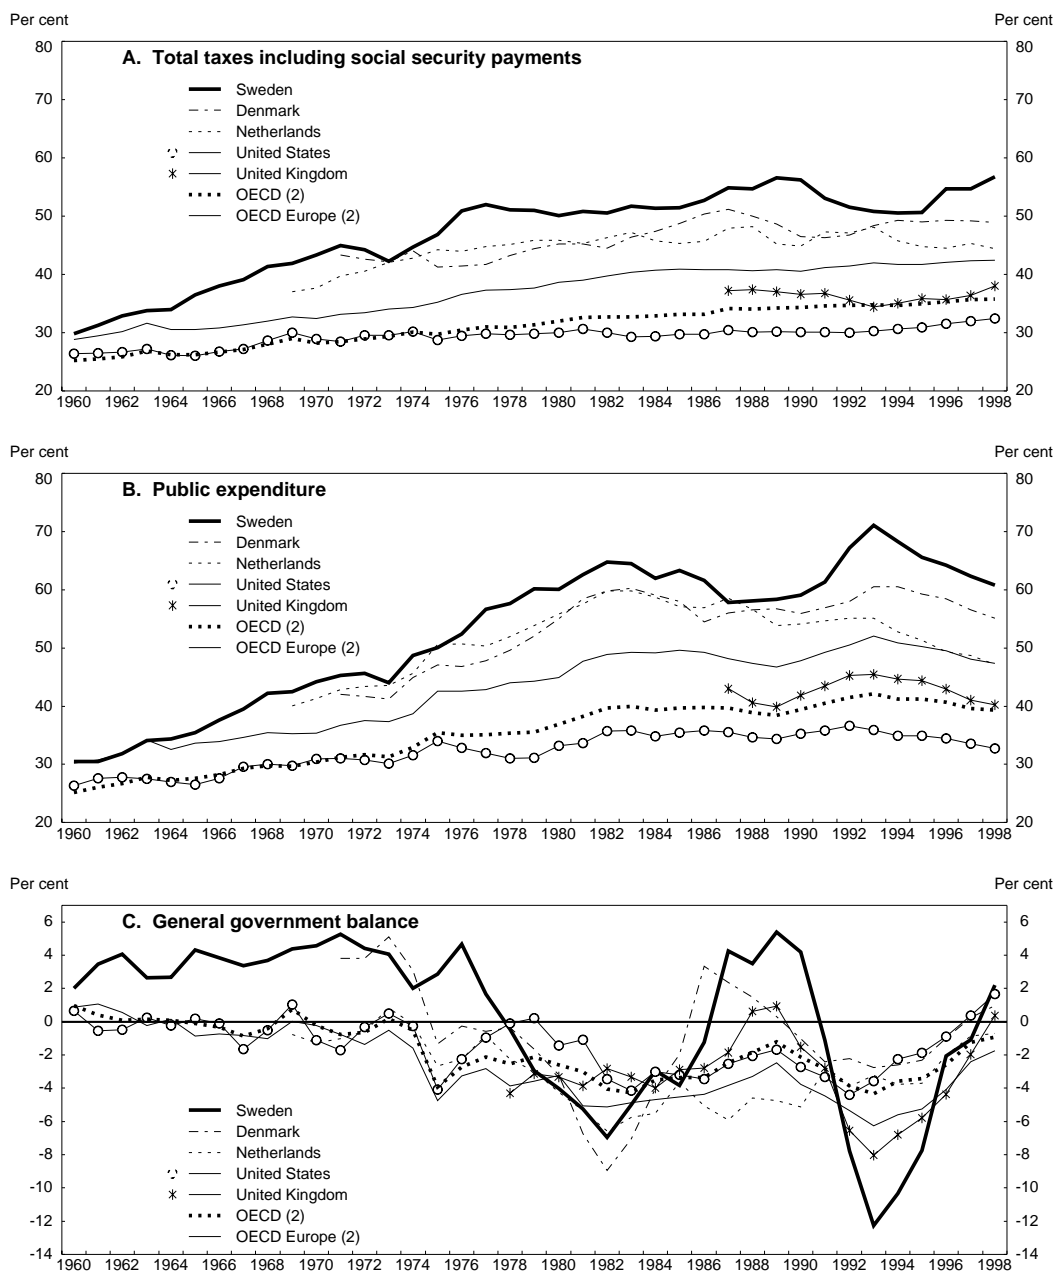 Per cent Per cent
A. Total taxes including social security payments
Sweden
Denmark
Netherlands
United States
United Kingdom
OECD (2)
OECD Europe (2)
80 80
70 70
60 60
50 50
40 40
30 30
20 20
1960 1962 1964 1966 1968 1970 1972 1974 1976 1978 1980 1982 1984 1986 1988 1990 1992 1994 1996 1998
Per cent Per cent
B. Public expenditure
Sweden
Denmark
Netherlands
United States
United Kingdom
OECD (2)
OECD Europe (2)
80 80
70 70
60 60
50 50
40 40
30 30
20 20
1960 1962 1964 1966 1968 1970 1972 1974 1976 1978 1980 1982 1984 1986 1988 1990 1992 1994 1996 1998
Per cent Per cent
C. General government balance
6 6
4 4
2 2
0 0
-2 -2
-4 -4
-6 -6
-8 -8
-10 -10
-12 -12
-14 -14
Sweden
Denmark
Netherlands
United States
United Kingdom
OECD (2)
OECD Europe (2)
1960 1962 1964 1966 1968 1970 1972 1974 1976 1978 1980 1982 1984 1986 1988 1990 1992 1994 1996 1998